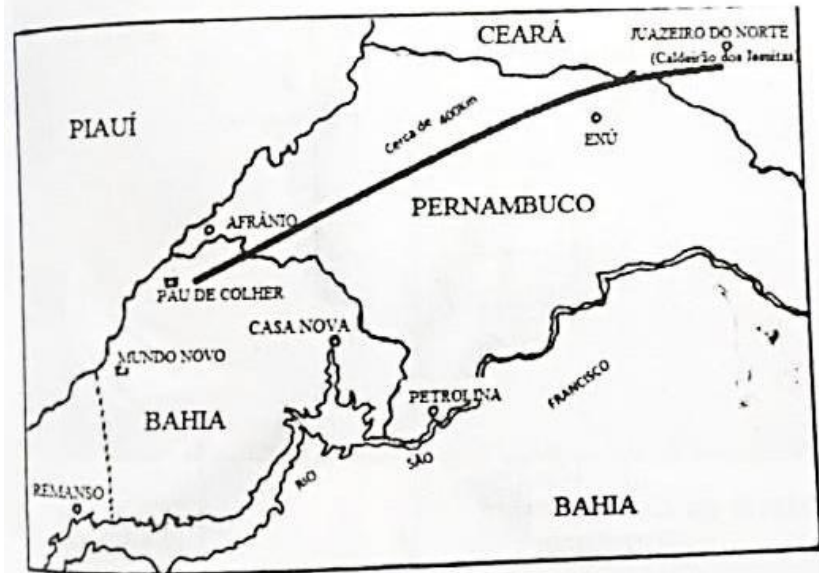 CEARÁ
JUAZEIRO DO NORTE
(Caldeirão dos Jesuitas)
PIAUÍ
Cerca de 400Km
EXÚ
AFRÂNIO
PERNAMBUCO
PAU DE COLHER
CASA NOVA
MUNDO NOVO
BAHIA
PETROLINA
FRANCISCO
SÃO
RIO
REMANSO
BAHIA